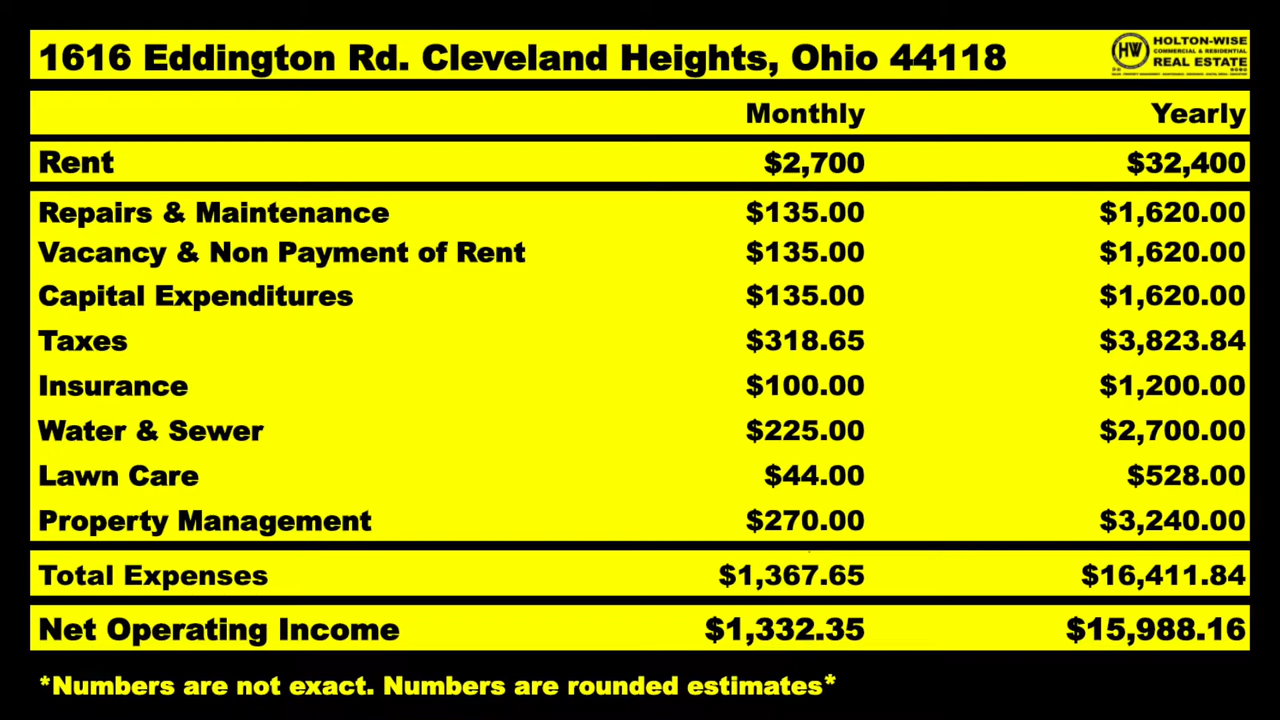 1616 Eddington Rd. Cleveland Heights, Ohio 44118
HW
HOLTON-WISE
COMMERCIAL & RESIDENTIAL
REAL ESTATE
Monthly Yearly
Rent $2,700 $32,400
Repairs & Maintenance $135.00 $1,620.00
Vacancy & Non Payment of Rent $135.00 $1,620.00
Capital Expenditures $135.00 $1,620.00
Taxes $318.65 $3,823.84
Insurance $100.00 $1,200.00
Water & Sewer $225.00 $2,700.00
Lawn Care $44.00 $528.00
Property Management $270.00 $3,240.00
Total Expenses $1,367.65 $16,411.84
Net Operating Income $1,332.35 $15,988.16
*Numbers are not exact. Numbers are rounded estimates*